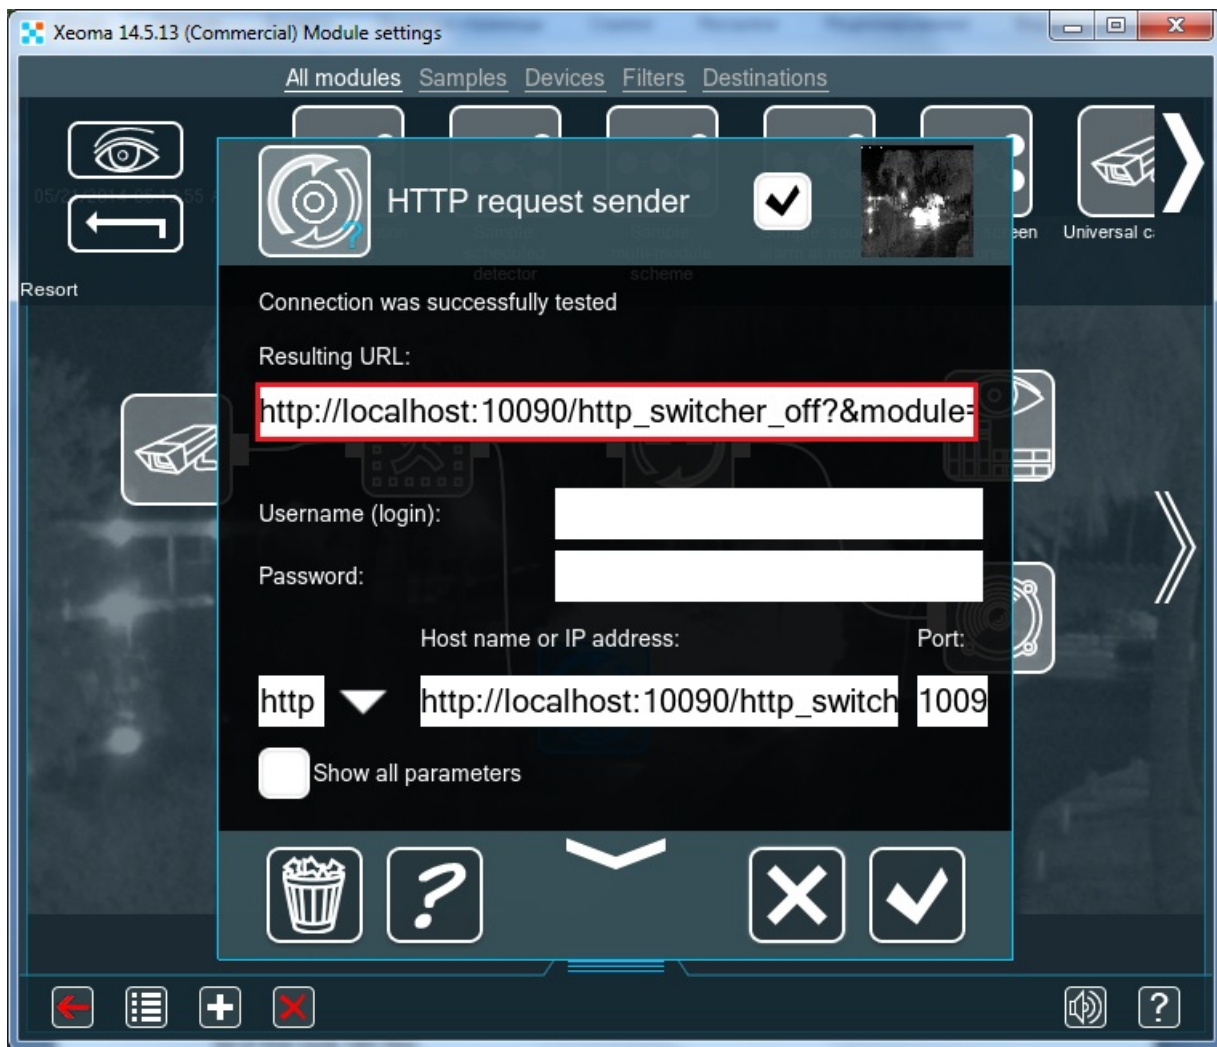 Xeoma 14.5.13 (Commercial) Module settings
All modules Samples Devices Filters Destinations
HTTP request sender
Universal c
detector
scheme
Resort
Connection was successfully tested
Resulting URL:
http://localhost:10090/http_switcher_off?&module=
Username (login):
Password:
Host name or IP address:
Port:
http
http://localhost:10090/http_switch
1009
Show all parameters